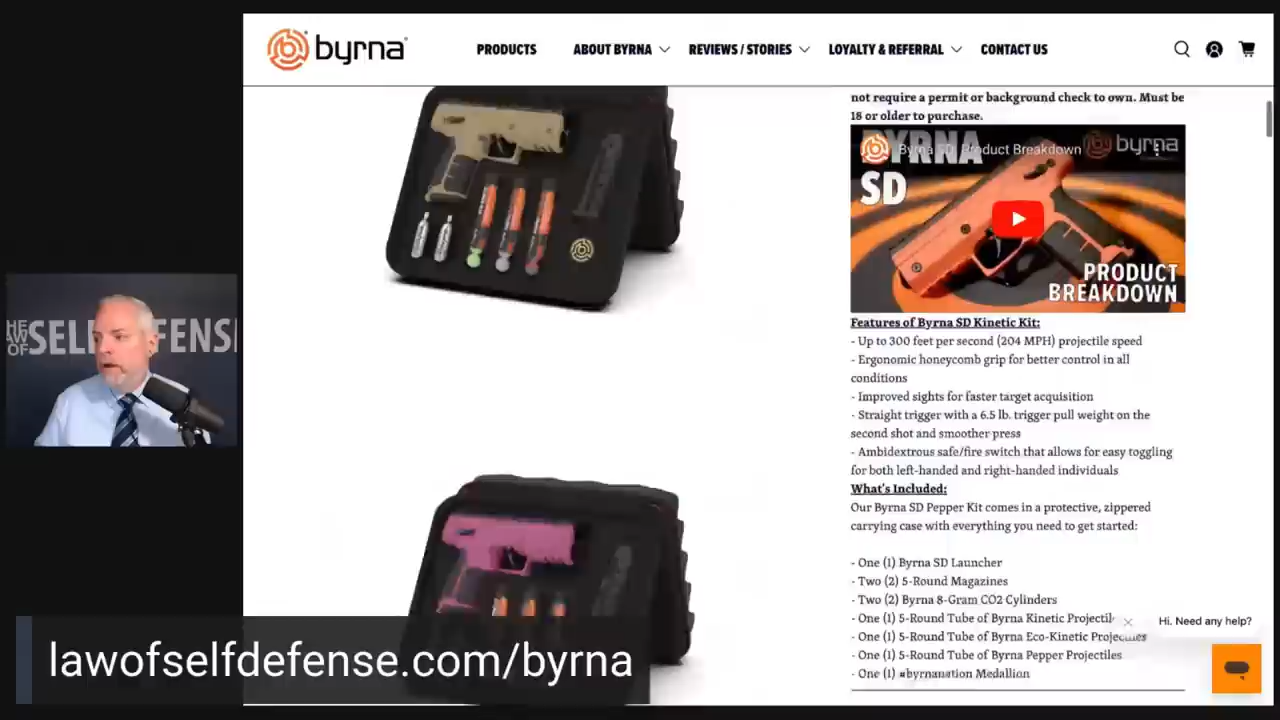 byrna
PRODUCTS
ABOUT BYRNA
REVIEWS / STORIES
LOYALTY & REFERRAL
CONTACT US
not require a permit or background check to own. Must be
18 or older to purchase.
BYRNA
SD
Byrna SD Product Breakdown
byrna
PRODUCT
BREAKDOWN
Features of Byrna SD Kinetic Kit:
- Up to 300 feet per second (204 MPH) projectile speed
- Ergonomic honeycomb grip for better control in all
conditions
- Improved sights for faster target acquisition
- Straight trigger with a 6.5 lb. trigger pull weight on the
second shot and smoother press
- Ambidextrous safe/fire switch that allows for easy toggling
for both left-handed and right-handed individuals
What's Included:
Our Byrna SD Pepper Kit comes in a protective, zippered
carrying case with everything you need to get started:
- One (1) Byrna SD Launcher
- Two (2) 5-Round Magazines
- Two (2) Byrna 8-Gram CO2 Cylinders
- One (1) 5-Round Tube of Byrna Kinetic Projectil
- One (1) 5-Round Tube of Byrna Eco-Kinetic Projectiles
- One (1) 5-Round Tube of Byrna Pepper Projectiles
- One (1) #byrnanation Medallion
Hi. Need any help?
THE
LAW
OF SELF DEFENSE
lawofselfdefense.com/byrna